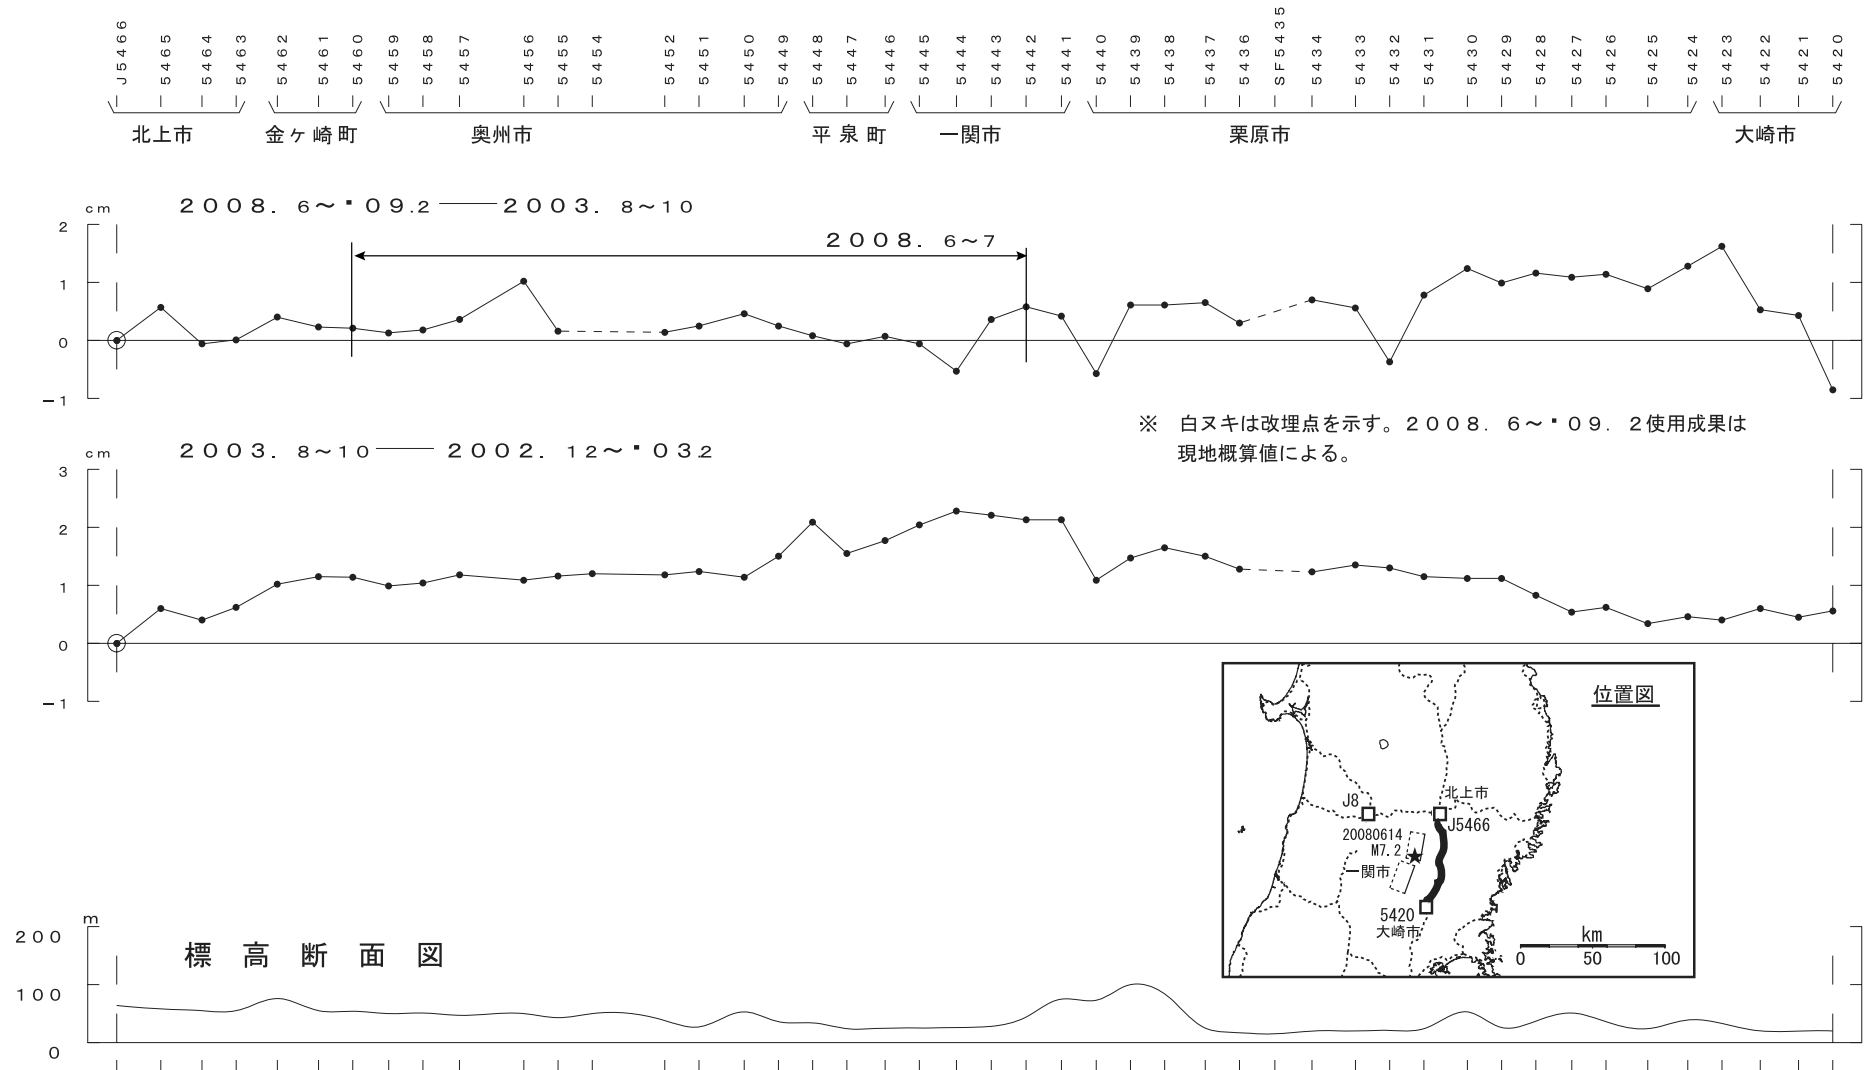 J5466 5465 5464 5463 5462 5461 5460 5459 5458 5457 5456 5455 5454 5452 5451 5450 5449 5448 5447 5446 5445 5444 5443 5442 5441 5440 5439 5438 5437 5436 SF5435 5434 5433 5432 5431 5430 5429 5428 5427 5426 5425 5424 5423 5422 5421 5420
北上市 金ヶ崎町 奥州市 平泉町 一関市 栗原市 大崎市
2008. 6～'09.2 ── 2003. 8～10
cm
2
1
0
-1
2008. 6～7
※ 白ヌキは改埋点を示す。2008. 6～'09. 2使用成果は
現地概算値による。
2003. 8～10 ── 2002. 12～'03.2
cm
3
2
1
0
-1
位置図
北上市
J8
J5466
20080614
M7.2
一関市
5420
大崎市
km
0 50 100
標高断面図
m
200
100
0